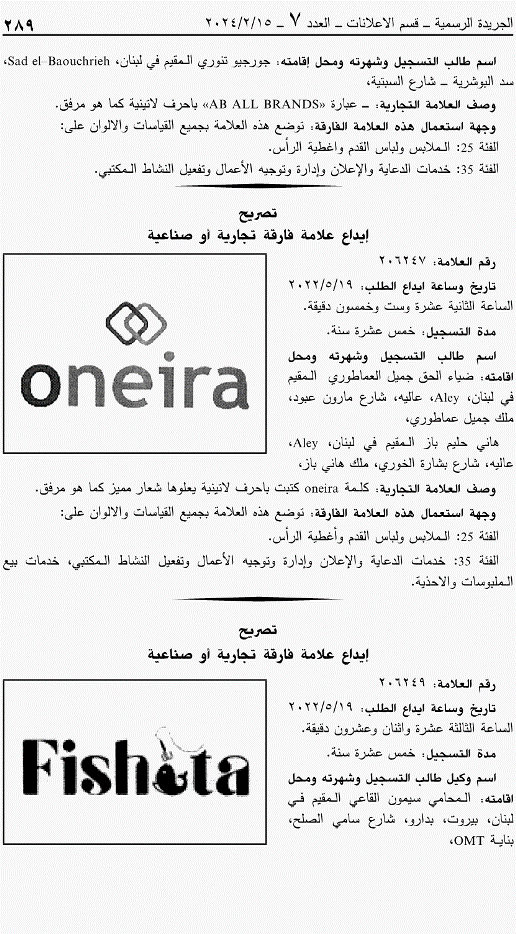 الجريدة الرسمية ـ قسم الاعلانات ـ العدد ٧ ـ ٢٠٢٤/٢/١٥
٢٨٩
اسم طالب التسجيل وشهرته ومحل إقامته: جورجيو تنوري المقيم في لبنان، Sad el–Baouchrieh،
سد البوشرية ـ شارع السبتية،
وصف العلامة التجارية: ـ عبارة «AB ALL BRANDS» باحرف لاتينية كما هو مرفق.
وجهة استعمال هذه العلامة الفارقة: توضع هذه العلامة بجميع القياسات والالوان على:
الفئة 25: الملابس ولباس القدم واغطية الرأس.
الفئة 35: خدمات الدعاية والإعلان وإدارة وتوجيه الأعمال وتفعيل النشاط المكتبي.
تصريح
إيداع علامة فارقة تجارية أو صناعية
رقم العلامة: ٢٠٦٢٤٧
تاريخ وساعة ايداع الطلب: ٢٠٢٢/٥/١٩
الساعة الثانية عشرة وست وخمسون دقيقة.
مدة التسجيل: خمس عشرة سنة.
اسم طالب التسجيل وشهرته ومحل
اقامته: ضياء الحق جميل العماطوري المقيم
في لبنان، Aley، عاليه، شارع مارون عبود،
ملك جميل عماطوري،
هاني حليم باز المقيم في لبنان، Aley،
عاليه، شارع بشارة الخوري، ملك هاني باز،
oneira
وصف العلامة التجارية: كلمة oneira كتبت باحرف لاتينية يعلوها شعار مميز كما هو مرفق.
وجهة استعمال هذه العلامة الفارقة: توضع هذه العلامة بجميع القياسات والالوان على:
الفئة 25: الملابس ولباس القدم وأغطية الرأس.
الفئة 35: خدمات الدعاية والإعلان وإدارة وتوجيه الأعمال وتفعيل النشاط المكتبي، خدمات بيع
الملبوسات والاحذية.
تصريح
إيداع علامة فارقة تجارية أو صناعية
رقم العلامة: ٢٠٦٢٤٩
تاريخ وساعة ايداع الطلب: ٢٠٢٢/٥/١٩
الساعة الثالثة عشرة واثنان وعشرون دقيقة.
مدة التسجيل: خمس عشرة سنة.
اسم وكيل طالب التسجيل وشهرته ومحل
اقامته: المحامي سيمون القاعي المقيم في
لبنان، بيروت، بدارو، شارع سامي الصلح،
بناية OMT،
Fishota